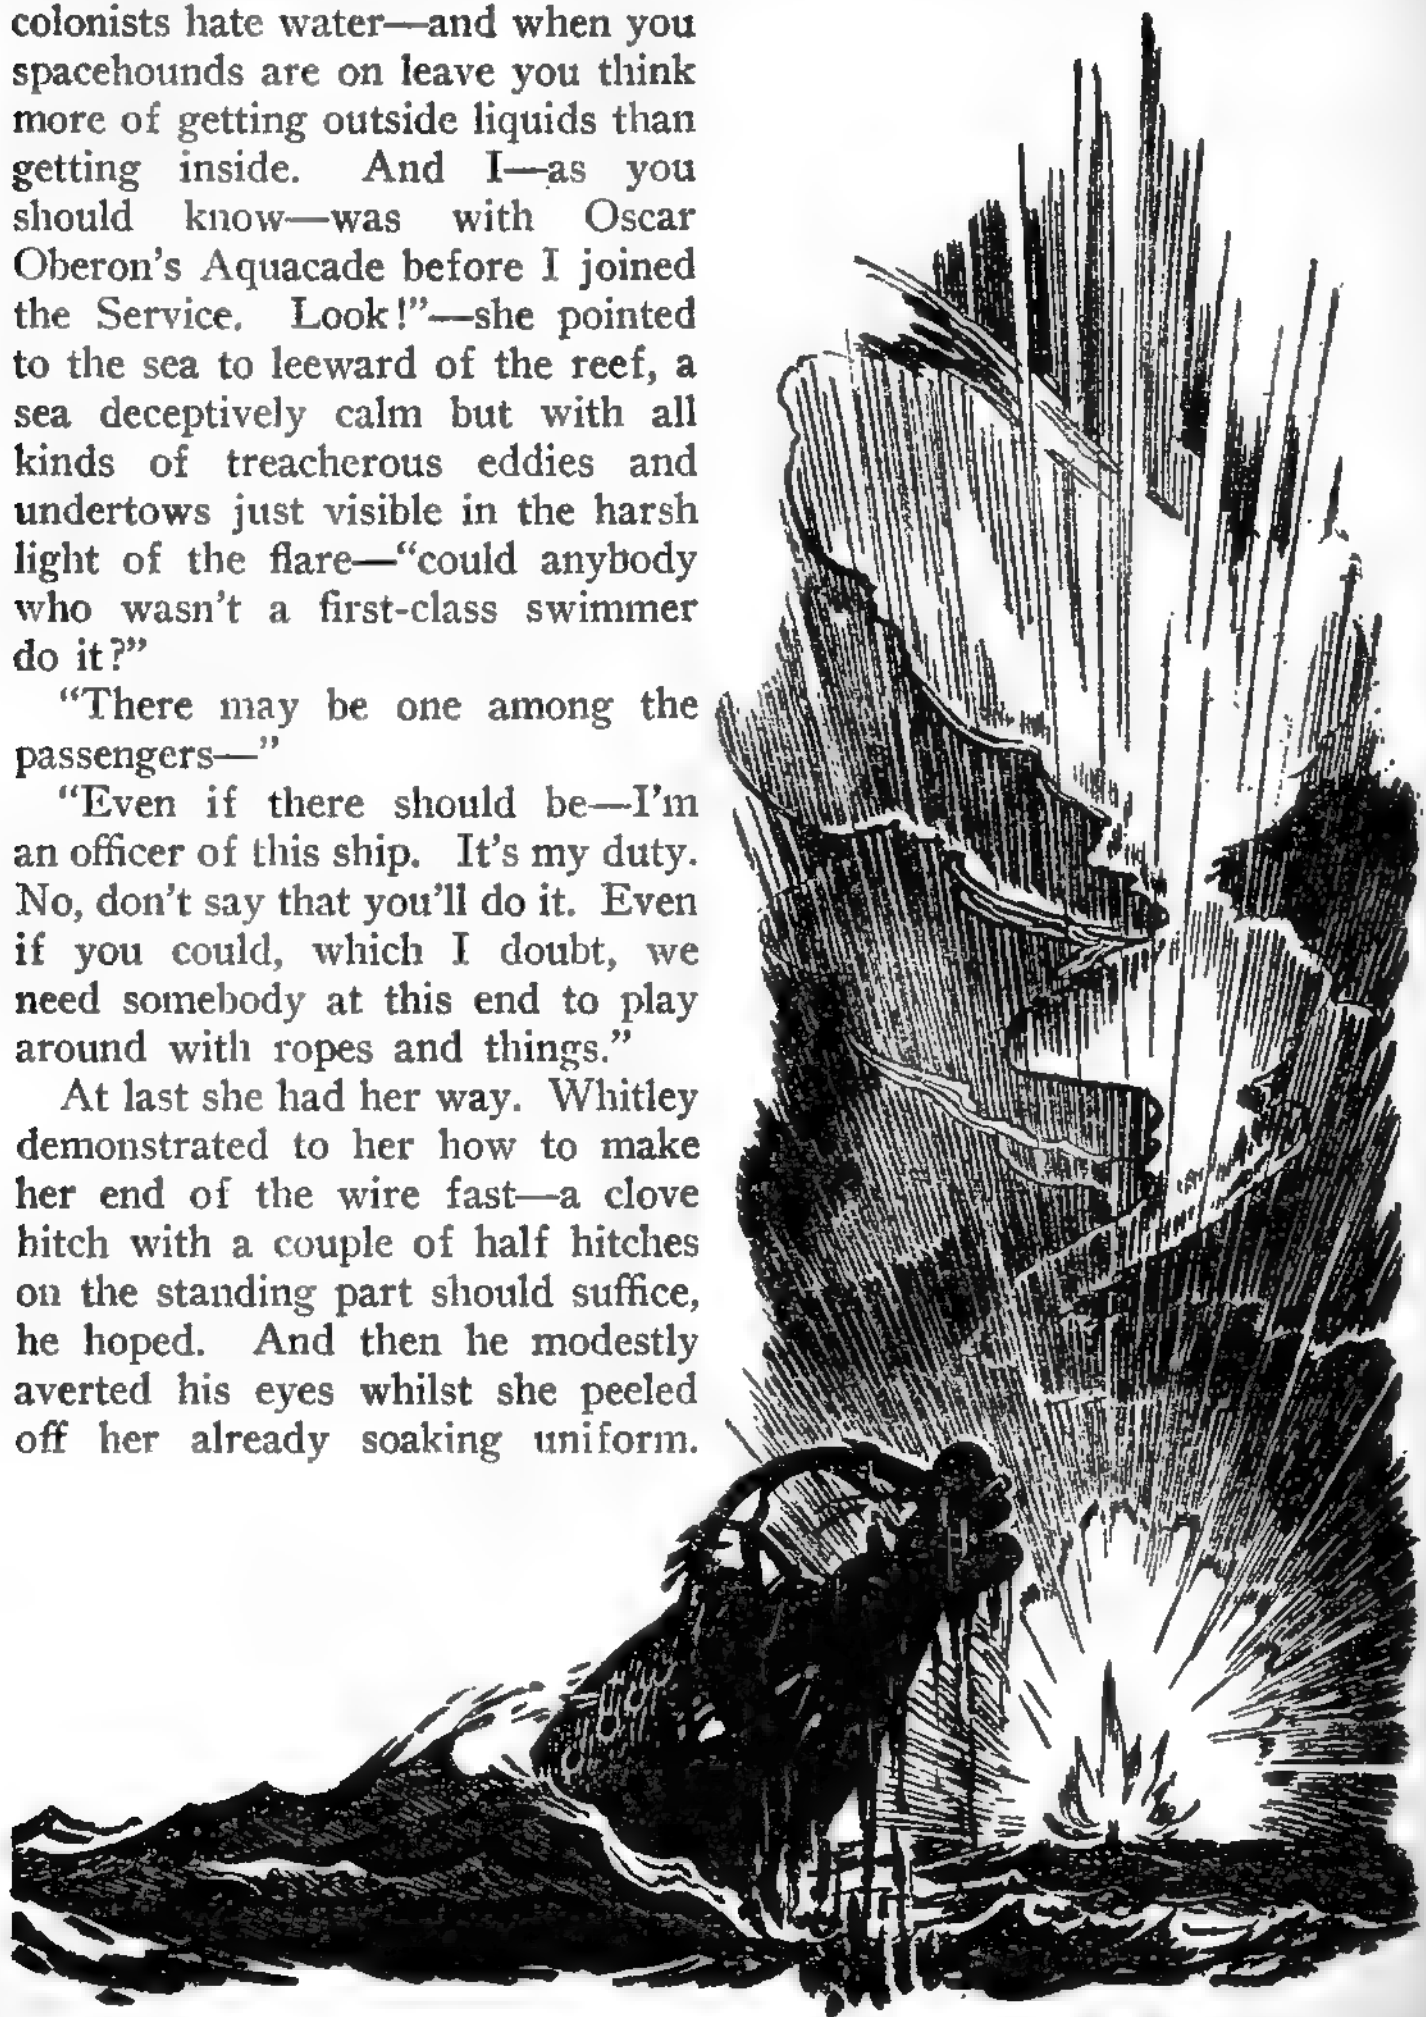 colonists hate water—and when you
spacehounds are on leave you think
more of getting outside liquids than
getting inside. And I—as you
should know—was with Oscar
Oberon's Aquacade before I joined
the Service. Look!”—she pointed
to the sea to leeward of the reef, a
sea deceptively calm but with all
kinds of treacherous eddies and
undertows just visible in the harsh
light of the flare—“could anybody
who wasn't a first-class swimmer
do it?”
“There may be one among the
passengers—”
“Even if there should be—I'm
an officer of this ship. It's my duty.
No, don't say that you'll do it. Even
if you could, which I doubt, we
need somebody at this end to play
around with ropes and things.”
At last she had her way. Whitley
demonstrated to her how to make
her end of the wire fast—a clove
hitch with a couple of half hitches
on the standing part should suffice,
he hoped. And then he modestly
averted his eyes whilst she peeled
off her already soaking uniform.